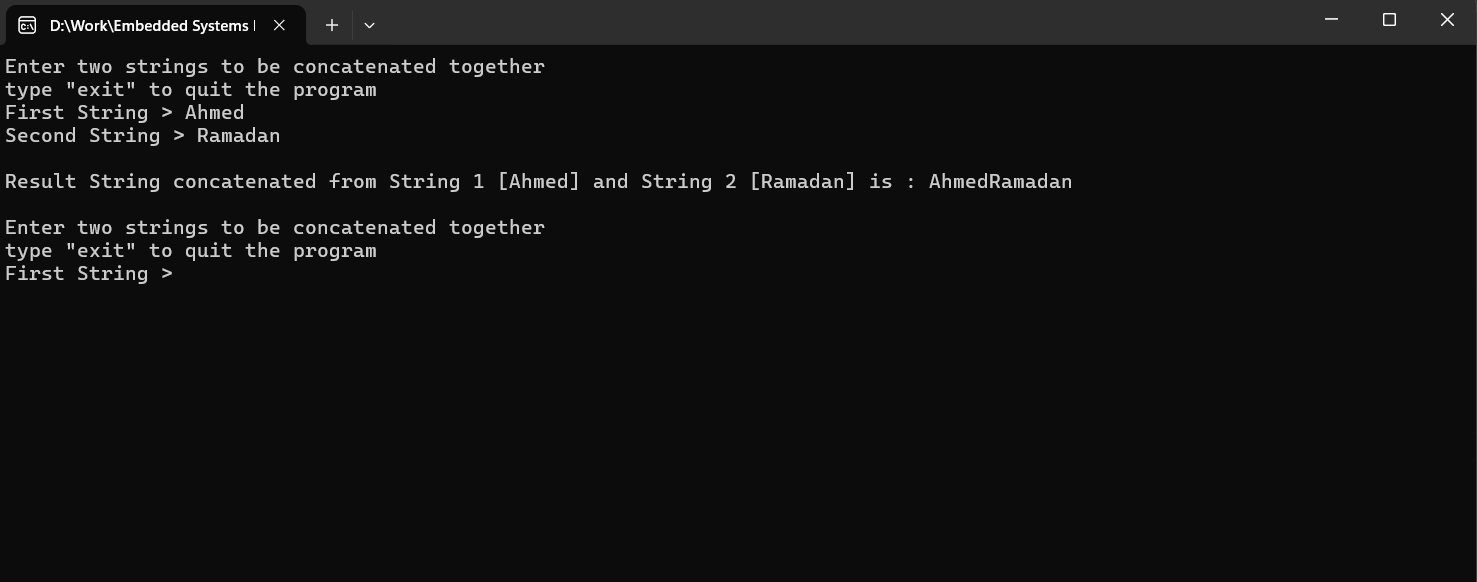 D:\Work\Embedded Systems
Enter two strings to be concatenated together
type "exit" to quit the program
First String > Ahmed
Second String > Ramadan
Result String concatenated from String 1 [Ahmed] and String 2 [Ramadan] is : AhmedRamadan
Enter two strings to be concatenated together
type "exit" to quit the program
First String >